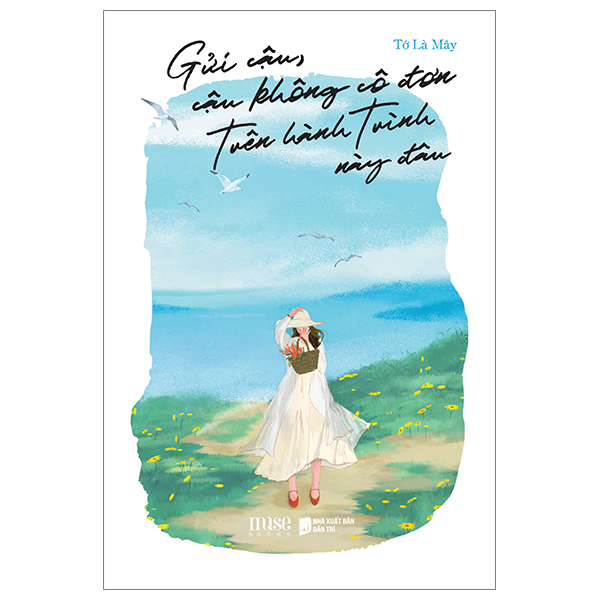 Tớ Là Mây
Gửi cậu,
cậu không cô đơn
trên hành trình
này đâu
muse
BOOKS
NHÀ XUẤT BẢN
DÂN TRÍ